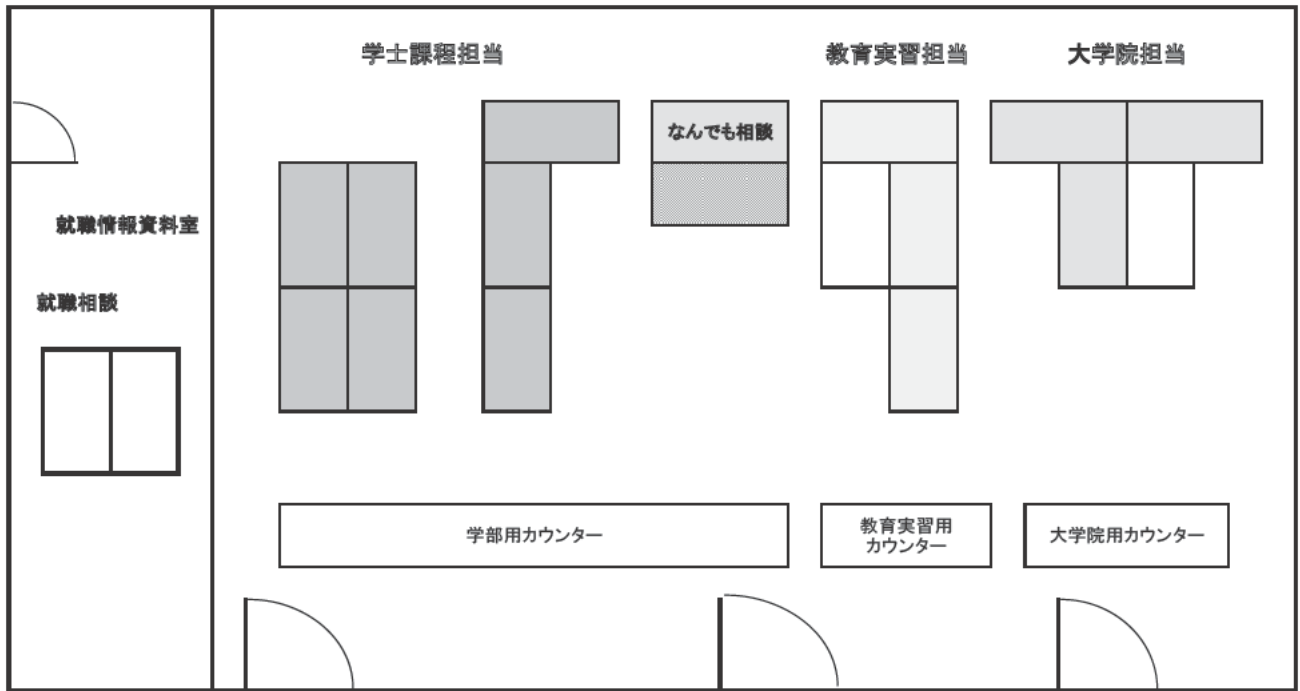 学士課程担当
教育実習担当
大学院担当
なんでも相談
就職情報資料室
就職相談
学部用カウンター
教育実習用
カウンター
大学院用カウンター